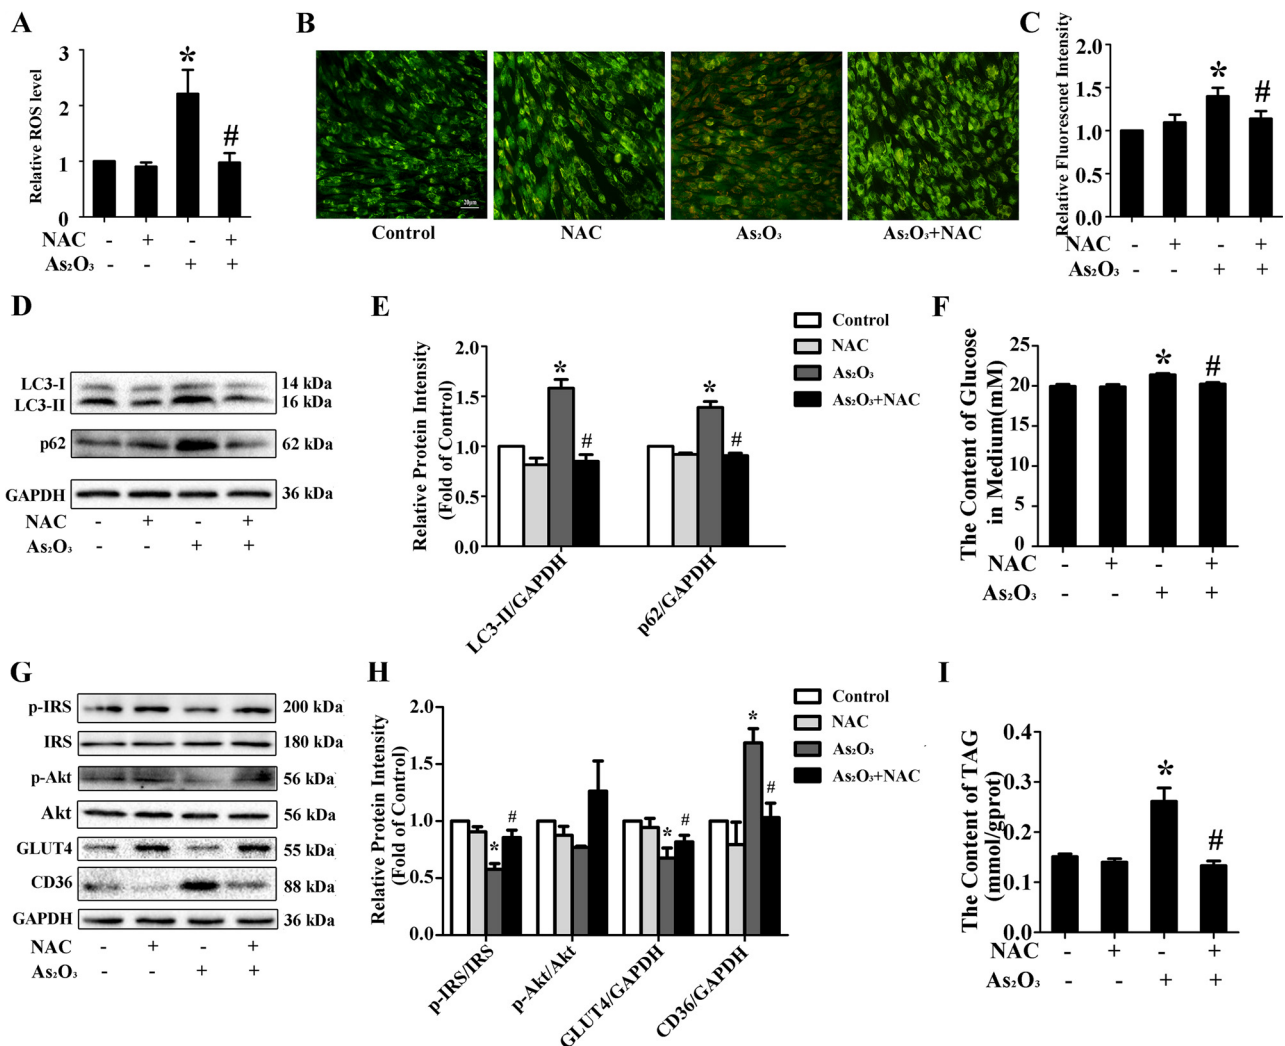 A
Relative ROS level
3
2
1
0
*
#
NAC - + - +
As₂O₃ - - + +
B
20μm
Control
NAC
As₂O₃
As₂O₃+NAC
C
Relative Fluorescnet Intensity
2.0
1.5
1.0
0.5
0.0
*
#
NAC - + - +
As₂O₃ - - + +
D
LC3-I 14 kDa
LC3-II 16 kDa
p62 62 kDa
GAPDH 36 kDa
NAC - + - +
As₂O₃ - - + +
E
Relative Protein Intensity
(Fold of Control)
2.0
1.5
1.0
0.5
0.0
*
#
*
#
LC3-II/GAPDH
p62/GAPDH
Control
NAC
As₂O₃
As₂O₃+NAC
F
The Content of Glucose
in Medium(mM)
25
20
15
10
5
0
*
#
NAC - + - +
As₂O₃ - - + +
G
p-IRS 200 kDa
IRS 180 kDa
p-Akt 56 kDa
Akt 56 kDa
GLUT4 55 kDa
CD36 88 kDa
GAPDH 36 kDa
NAC - + - +
As₂O₃ - - + +
H
Relative Protein Intensity
(Fold of Control)
2.0
1.5
1.0
0.5
0.0
*
#
*
#
*
#
p-IRS/IRS
p-Akt/Akt
GLUT4/GAPDH
CD36/GAPDH
Control
NAC
As₂O₃
As₂O₃+NAC
I
The Content of TAG
(mmol/gprot)
0.4
0.3
0.2
0.1
0.0
*
#
NAC - + - +
As₂O₃ - - + +